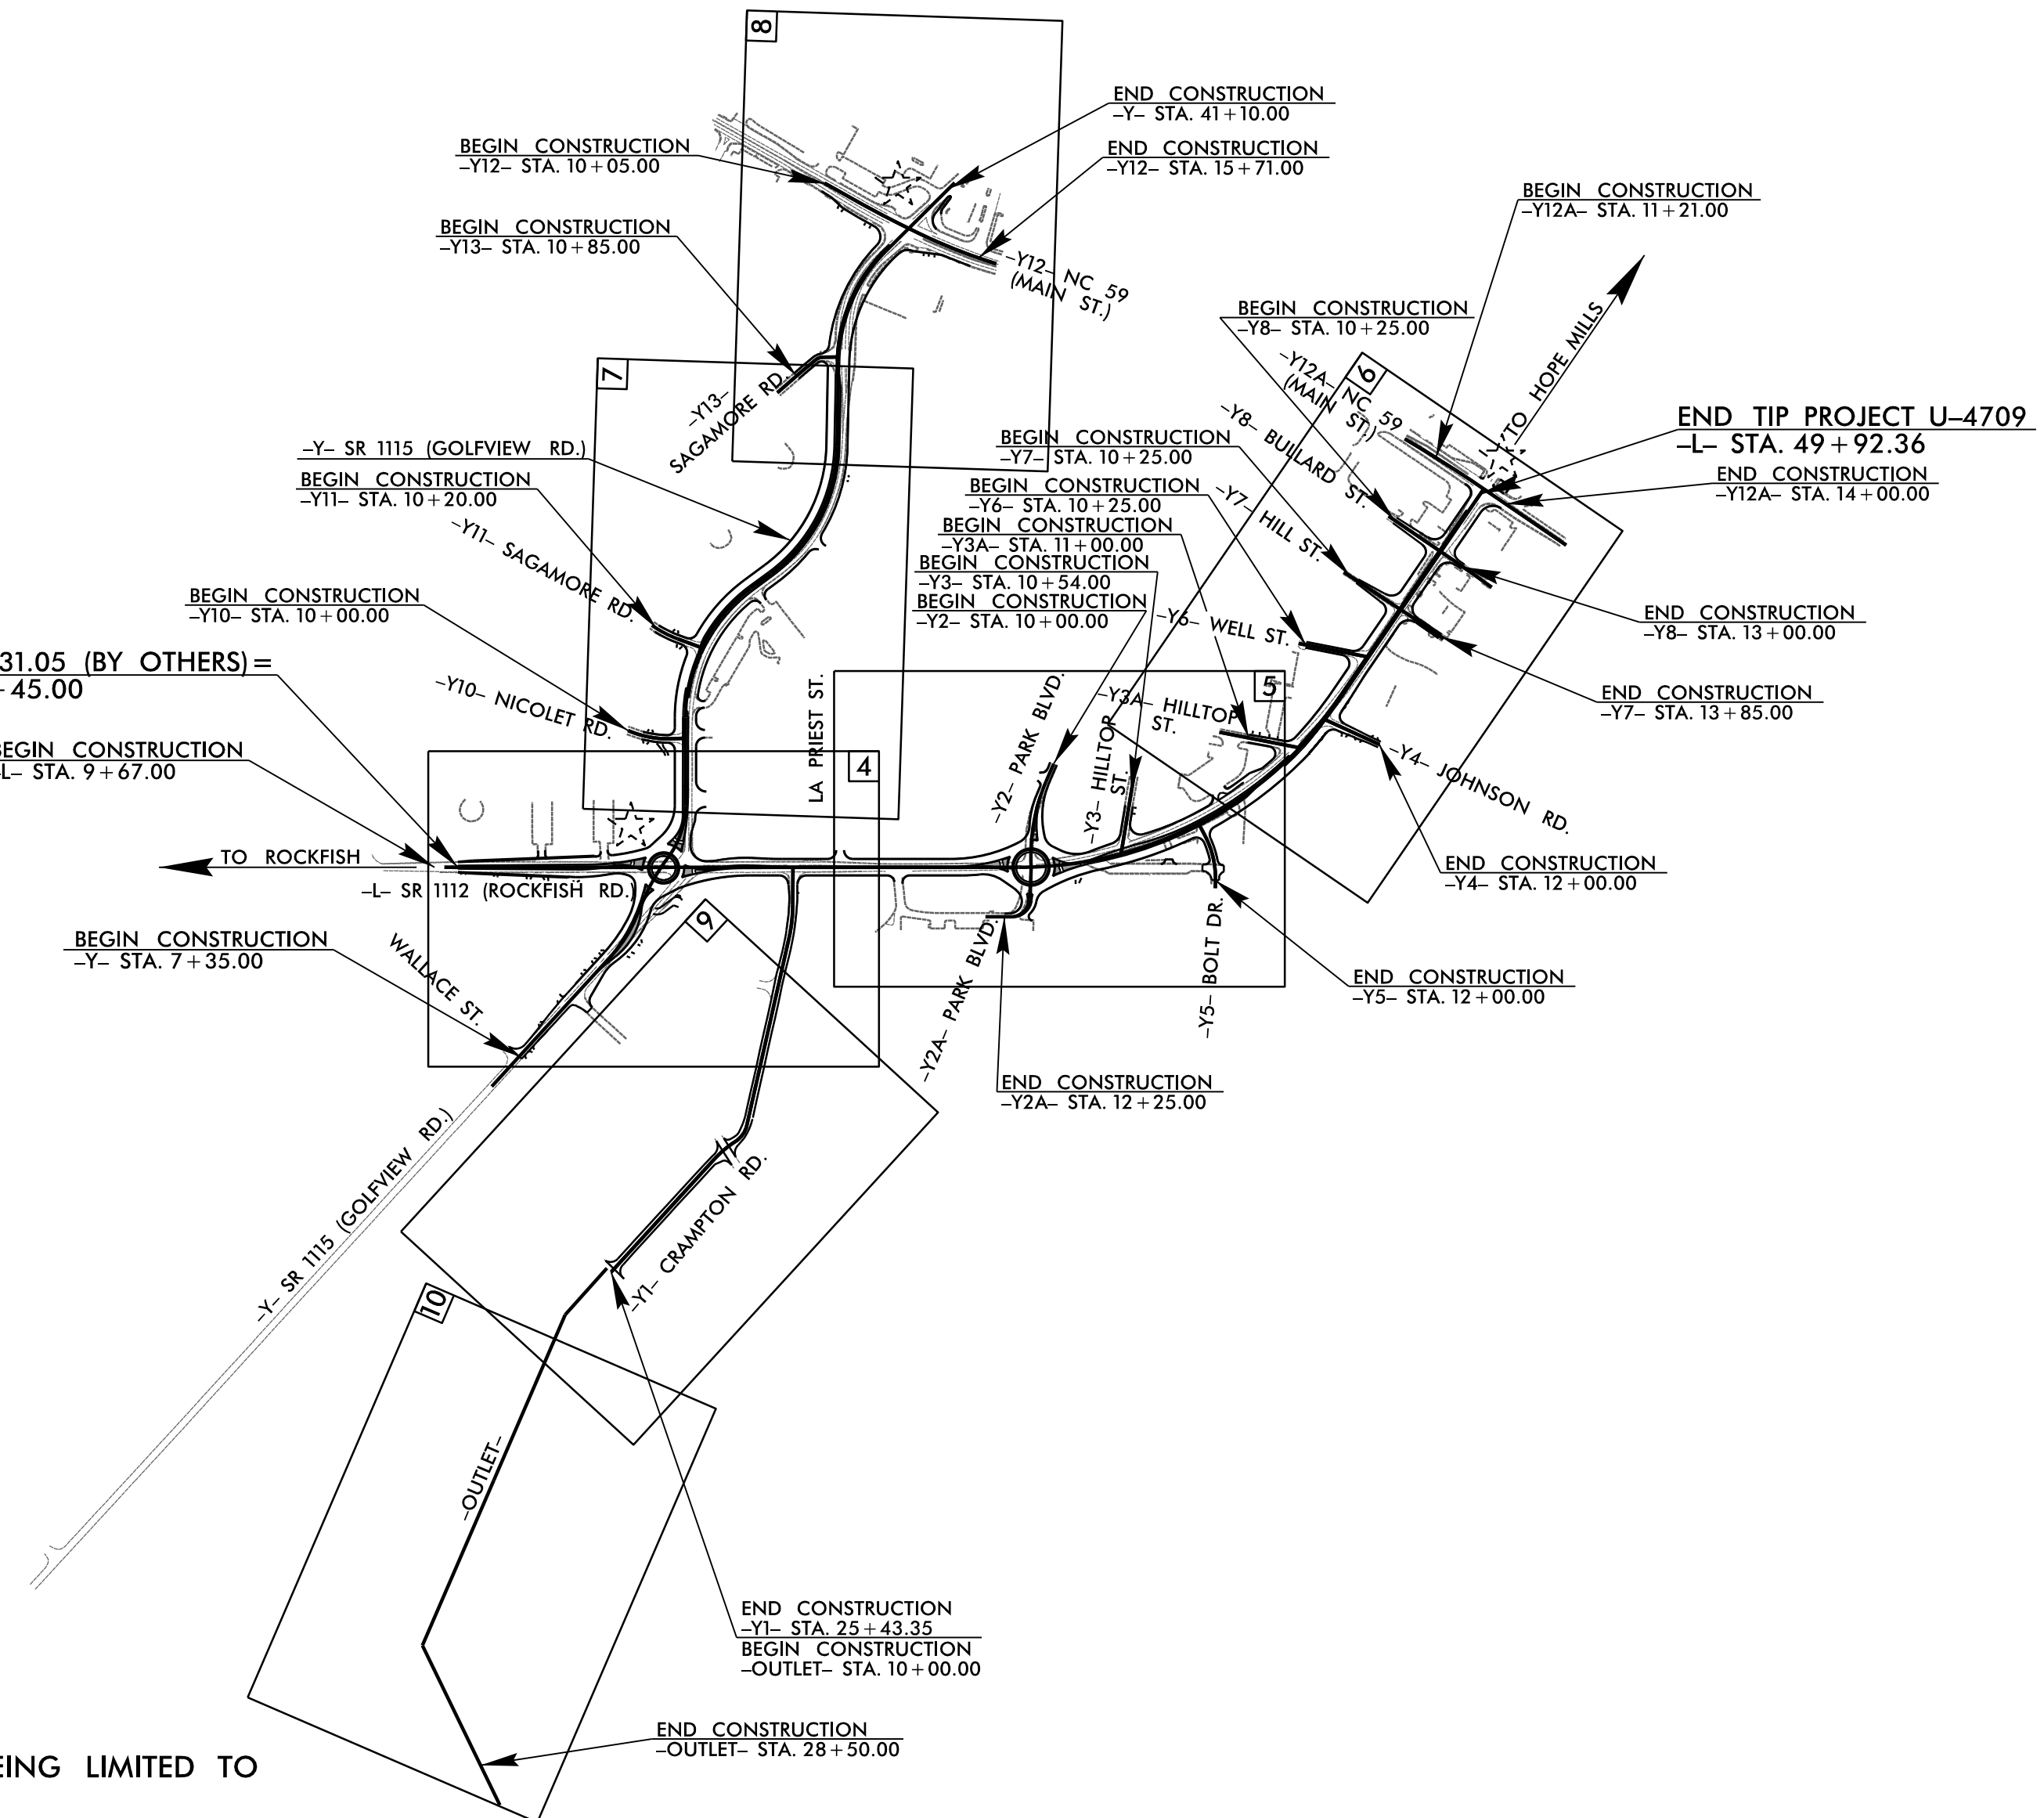 8
END CONSTRUCTION
–Y– STA. 41+10.00
BEGIN CONSTRUCTION
–Y12– STA. 10+05.00
END CONSTRUCTION
–Y12– STA. 15+71.00
BEGIN CONSTRUCTION
–Y12A– STA. 11+21.00
BEGIN CONSTRUCTION
–Y13– STA. 10+85.00
–Y12– NC 59
(MAIN ST.)
BEGIN CONSTRUCTION
–Y8– STA. 10+25.00
TO HOPE MILLS
7
6
–Y12A– NC 59
(MAIN ST.)
–Y13–
SAGAMORE RD.
–Y8– BULLARD ST.
END TIP PROJECT U–4709
–L– STA. 49+92.36
–Y– SR 1115 (GOLFVIEW RD.)
BEGIN CONSTRUCTION
–Y7– STA. 10+25.00
END CONSTRUCTION
–Y12A– STA. 14+00.00
BEGIN CONSTRUCTION
–Y11– STA. 10+20.00
BEGIN CONSTRUCTION
–Y6– STA. 10+25.00
–Y7– HILL ST.
–Y11– SAGAMORE RD.
BEGIN CONSTRUCTION
–Y3A– STA. 11+00.00
BEGIN CONSTRUCTION
–Y3– STA. 10+54.00
BEGIN CONSTRUCTION
–Y2– STA. 10+00.00
BEGIN CONSTRUCTION
–Y10– STA. 10+00.00
–Y6– WELL ST.
END CONSTRUCTION
–Y8– STA. 13+00.00
31.05 (BY OTHERS)=
+45.00
–Y10– NICOLET RD.
LA PRIEST ST.
–Y2– PARK BLVD.
–Y3A– HILLTOP
ST.
5
END CONSTRUCTION
–Y7– STA. 13+85.00
BEGIN CONSTRUCTION
L– STA. 9+67.00
4
–Y3– HILLTOP
ST.
–Y4– JOHNSON RD.
TO ROCKFISH
–L– SR 1112 (ROCKFISH RD.)
END CONSTRUCTION
–Y4– STA. 12+00.00
9
BEGIN CONSTRUCTION
–Y– STA. 7+35.00
WALLACE ST.
–Y2A– PARK BLVD.
–Y5– BOLT DR.
END CONSTRUCTION
–Y5– STA. 12+00.00
END CONSTRUCTION
–Y2A– STA. 12+25.00
–Y– SR 1115 (GOLFVIEW RD.)
–Y1– CRAMPTON RD.
10
–OUTLET–
END CONSTRUCTION
–Y1– STA. 25+43.35
BEGIN CONSTRUCTION
–OUTLET– STA. 10+00.00
END CONSTRUCTION
–OUTLET– STA. 28+50.00
EING LIMITED TO